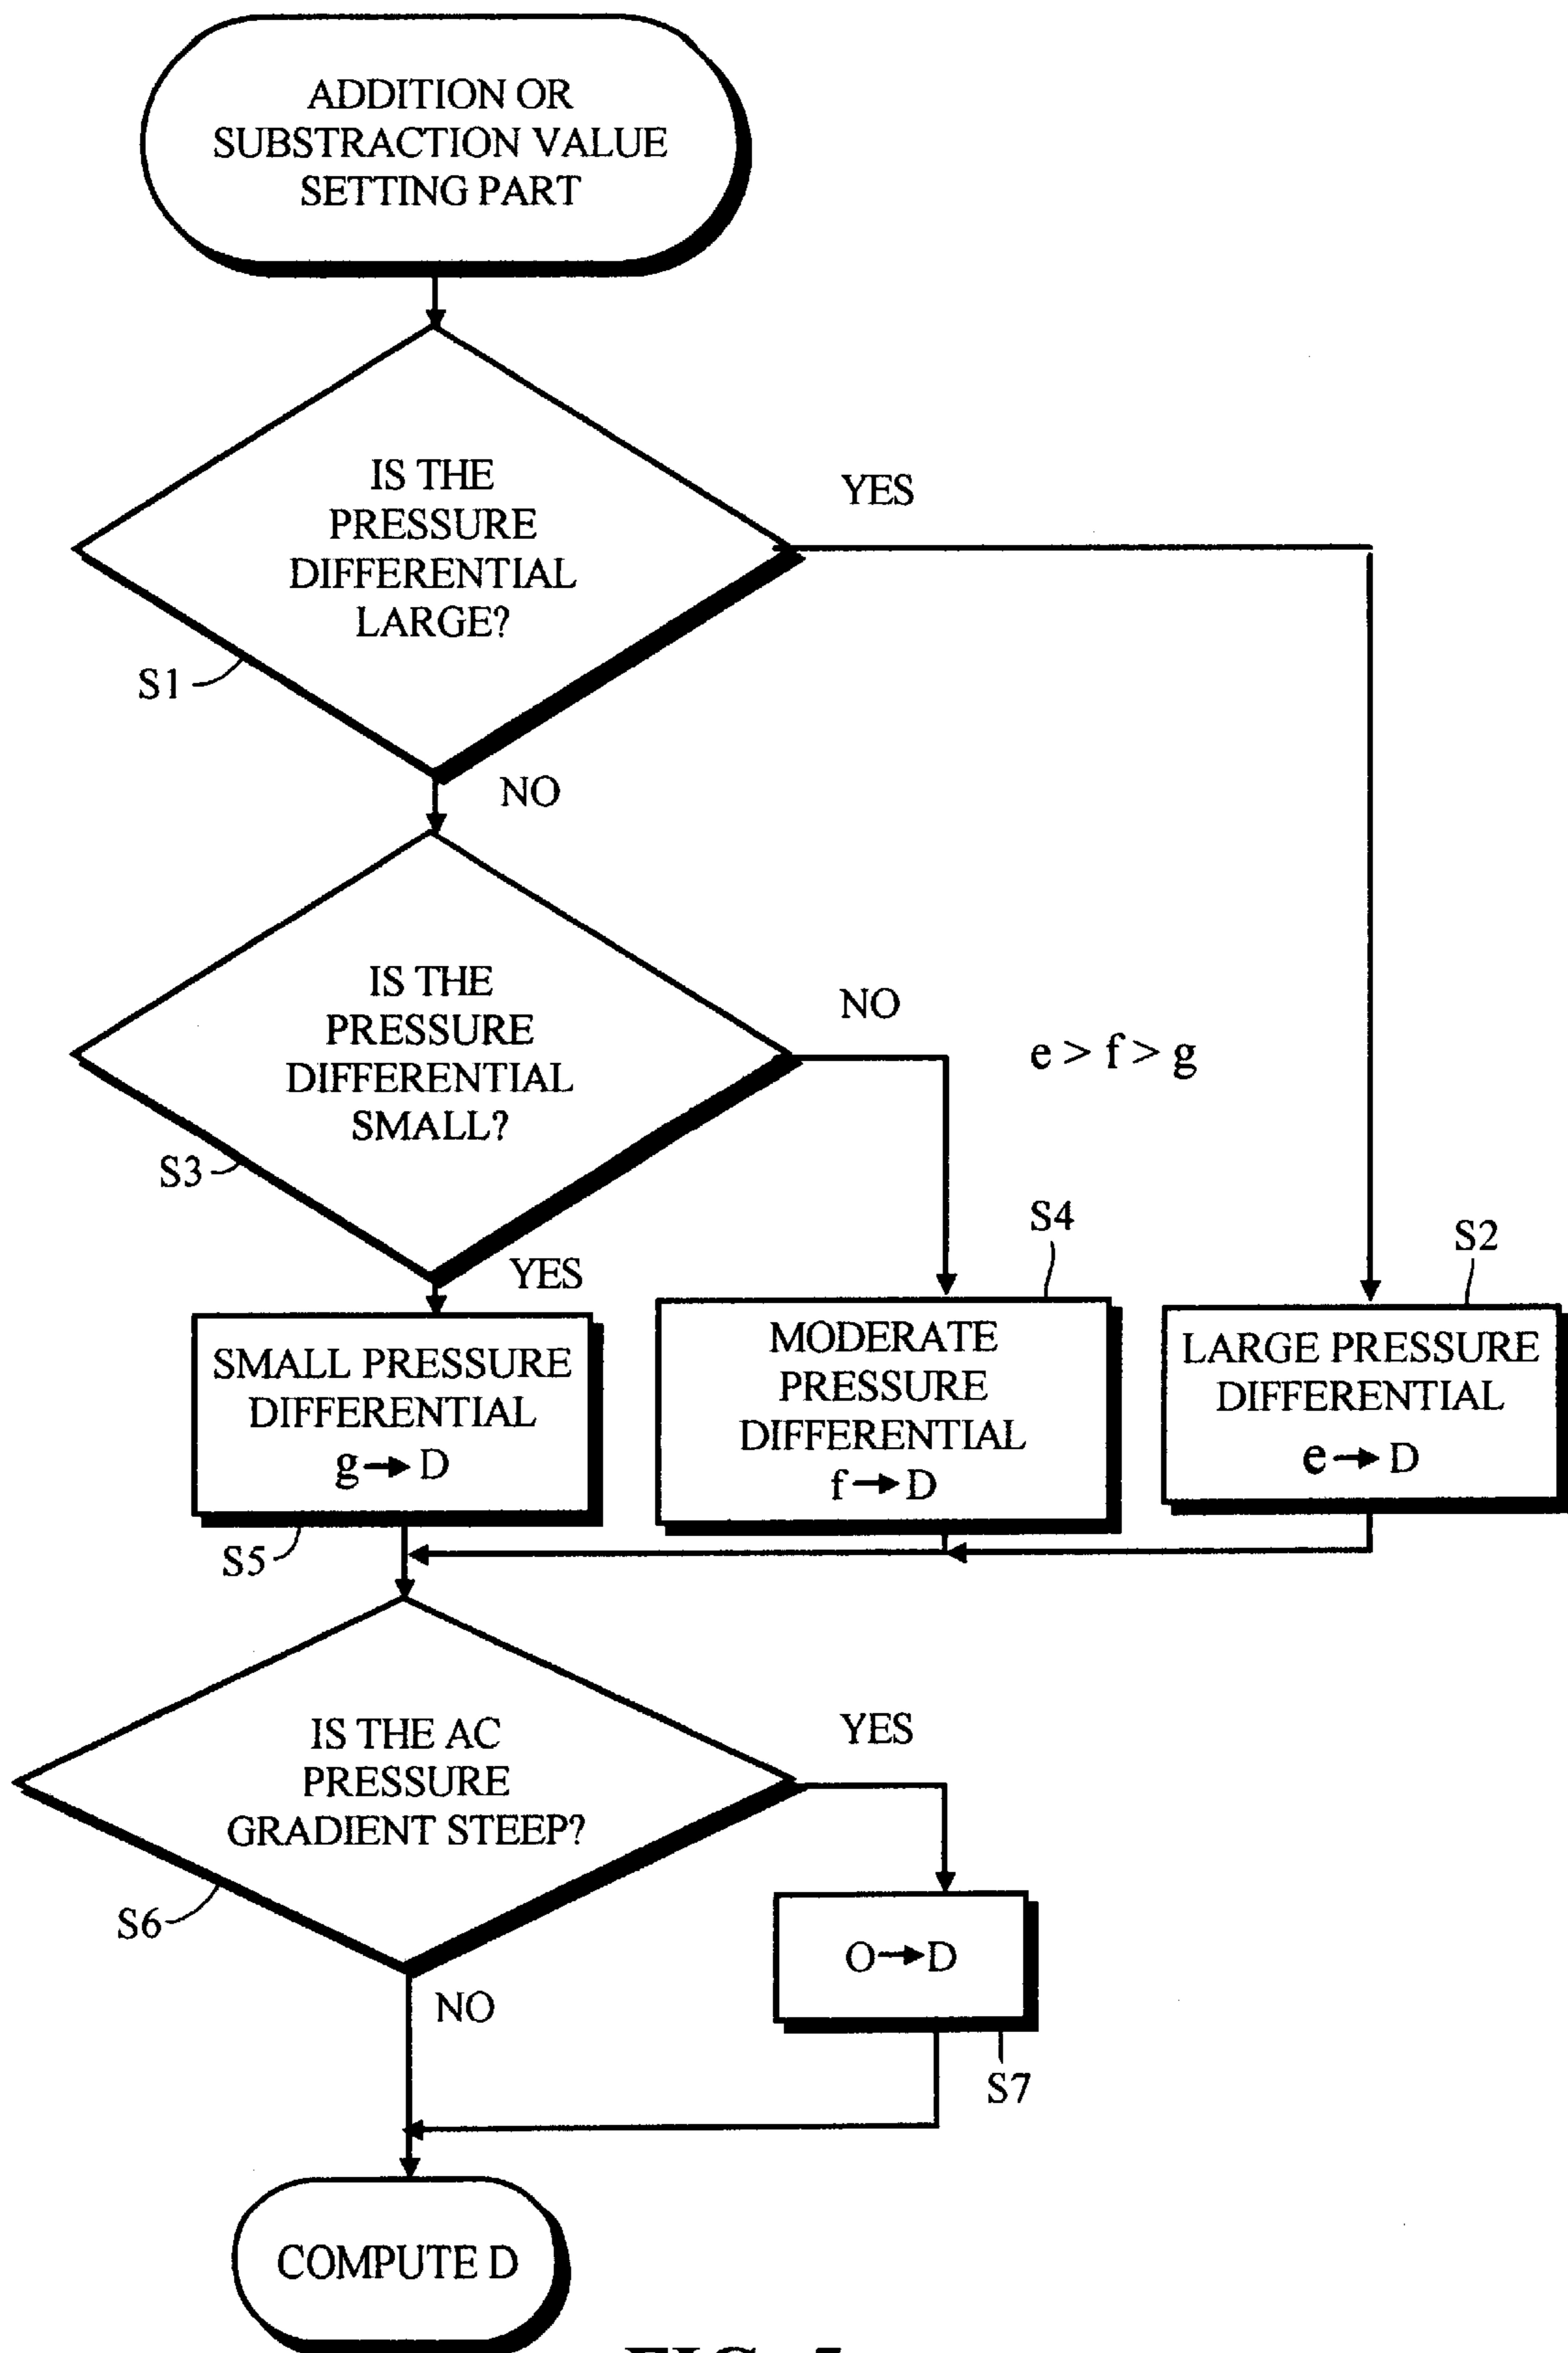 ADDITION OR
SUBSTRACTION VALUE
SETTING PART
IS THE
PRESSURE
DIFFERENTIAL
LARGE?
YES
S1
NO
IS THE
PRESSURE
DIFFERENTIAL
SMALL?
NO
e > f > g
S3
YES
S4
S2
SMALL PRESSURE
DIFFERENTIAL
g→D
MODERATE
PRESSURE
DIFFERENTIAL
f→D
LARGE PRESSURE
DIFFERENTIAL
e→D
S5
IS THE AC
PRESSURE
GRADIENT STEEP?
YES
S6
O→D
NO
S7
COMPUTE D